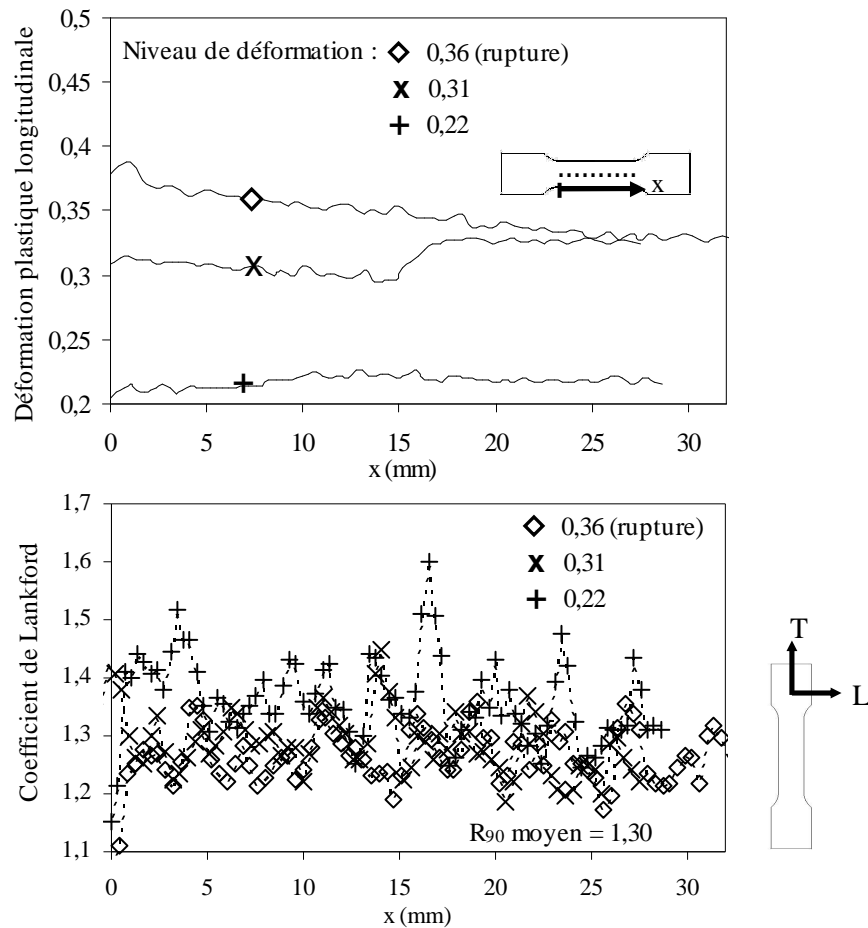 0,5
Niveau de déformation :
0,36 (rupture)
0,31
0,22
0,45
0,4
0,35
0,3
0,25
0,2
x
Déformation plastique longitudinale
0
5
10
15
20
25
30
x (mm)
1,7
1,6
1,5
1,4
1,3
1,2
1,1
0,36 (rupture)
0,31
0,22
Coefficient de Lankford
R90 moyen = 1,30
0
5
10
15
20
25
30
x (mm)
T
L